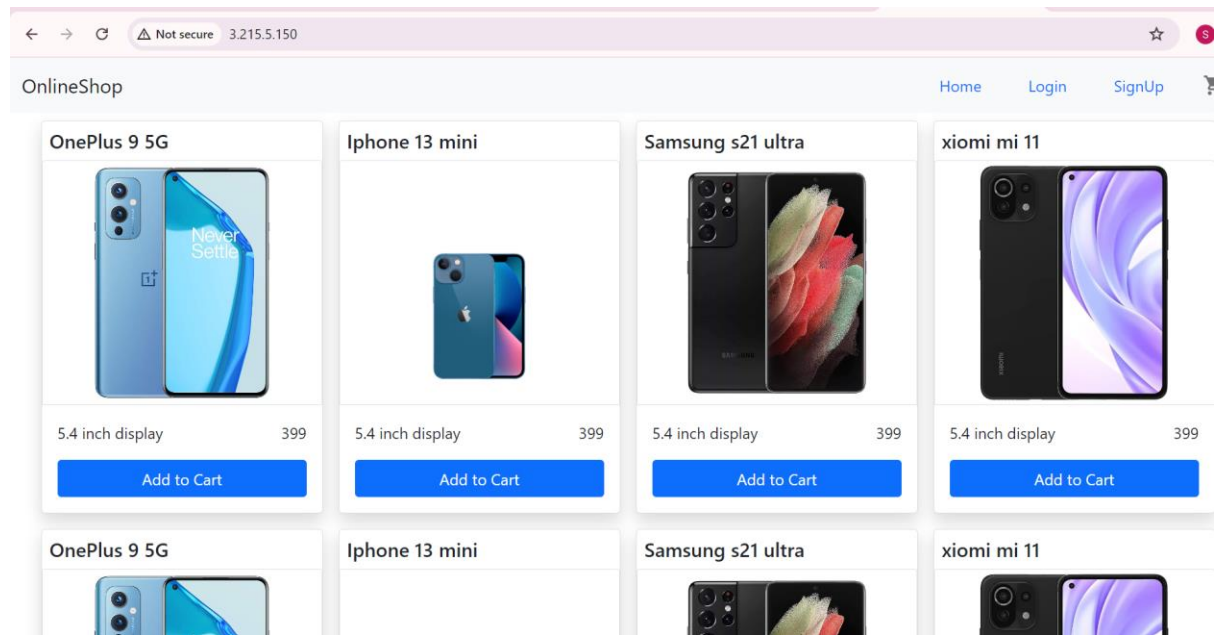 Not secure 3.215.5.150
S
OnlineShop Home Login SignUp
OnePlus 9 5G Iphone 13 mini Samsung s21 ultra xiomi mi 11
Never
Settle
SAMSUNG
xiaomi
5.4 inch display 399 5.4 inch display 399 5.4 inch display 399 5.4 inch display 399
Add to Cart Add to Cart Add to Cart Add to Cart
OnePlus 9 5G Iphone 13 mini Samsung s21 ultra xiomi mi 11